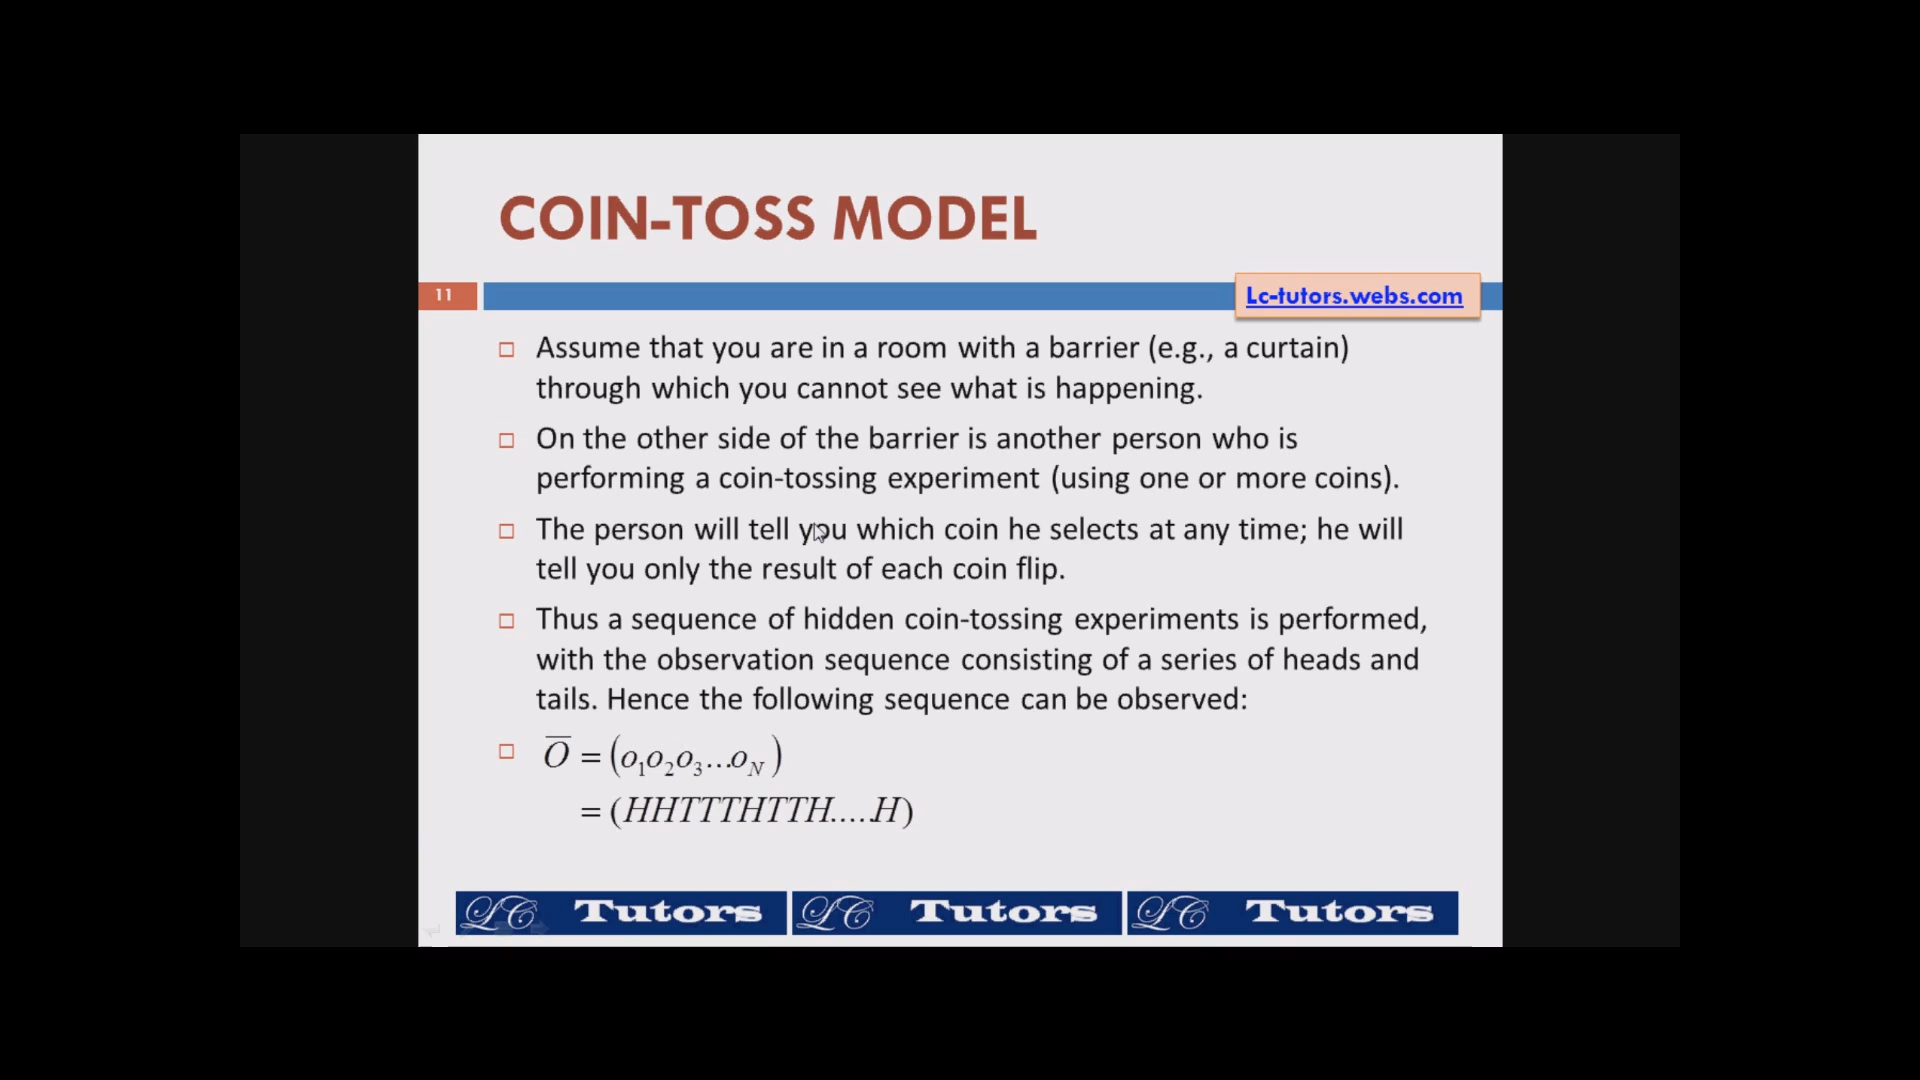 COIN-TOSS MODEL
11
Lc-tutors.webs.com
□ Assume that you are in a room with a barrier (e.g., a curtain)
through which you cannot see what is happening.
□ On the other side of the barrier is another person who is
performing a coin-tossing experiment (using one or more coins).
□ The person will tell you which coin he selects at any time; he will
tell you only the result of each coin flip.
□ Thus a sequence of hidden coin-tossing experiments is performed,
with the observation sequence consisting of a series of heads and
tails. Hence the following sequence can be observed:
□ O̅ = (o₁o₂o₃...o_N)
= (HHTTTHTTH.....H)
LC Tutors LC Tutors LC Tutors